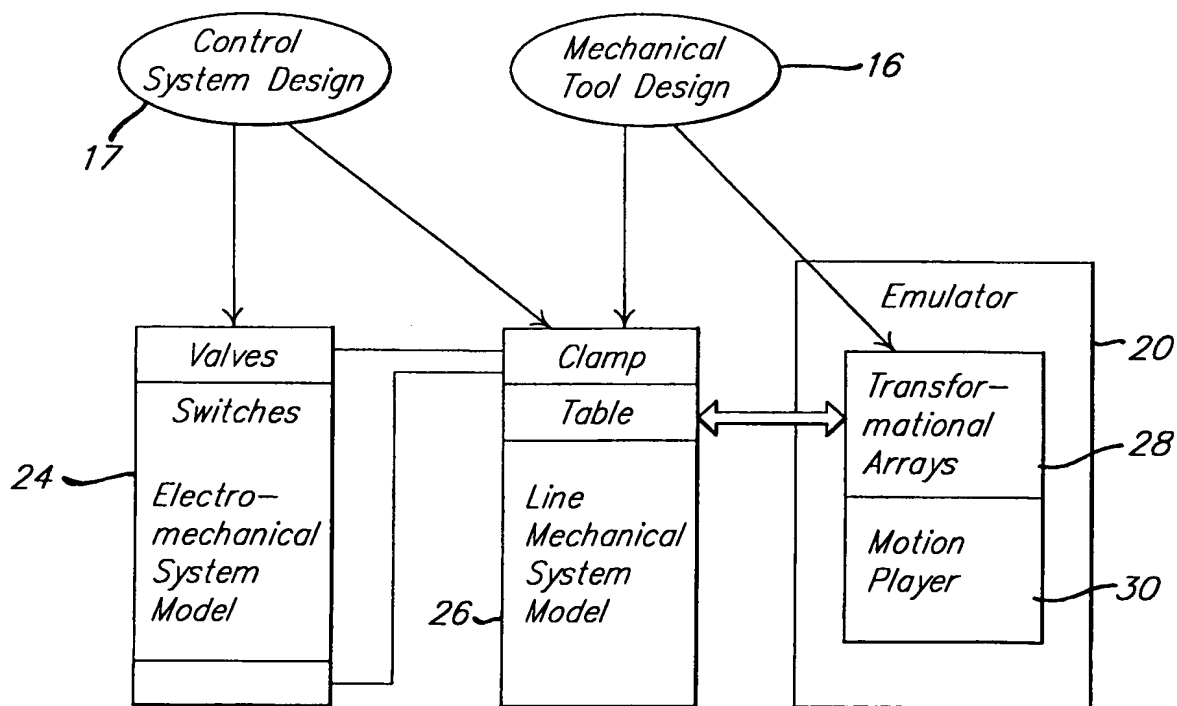 Control
System Design
17
Mechanical
Tool Design
16
Emulator
20
Valves
Switches
Electro-
mechanical
System
Model
24
Clamp
Table
Line
Mechanical
System
Model
26
Transfor-
mational
Arrays
28
Motion
Player
30